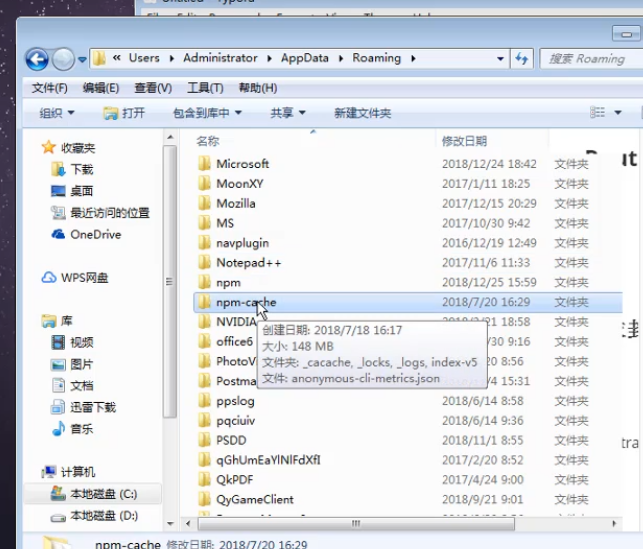 Users Administrator AppData Roaming 搜索 Roaming
文件(F) 编辑(E) 查看(V) 工具(T) 帮助(H)
组织 打开 包含到库中 共享 新建文件夹
收藏夹
下载
桌面
最近访问的位置
OneDrive
WPS网盘
库
视频
图片
文档
迅雷下载
音乐
计算机
本地磁盘 (C:)
本地磁盘 (D:)
名称 修改日期
Microsoft 2018/12/24 18:42 文件夹
MoonXY 2017/1/11 18:25 文件夹
Mozilla 2017/12/15 20:29 文件夹
MS 2017/10/30 9:42 文件夹
navplugin 2016/12/19 12:49 文件夹
Notepad++ 2017/11/6 11:33 文件夹
npm 2018/12/25 15:59 文件夹
npm-cache 2018/7/20 16:29 文件夹
NVIDIA 18:58 文件夹
office6 9:16 文件夹
PhotoV 8:56 文件夹
Postma 15:31 文件夹
创建日期: 2018/7/18 16:17
大小: 148 MB
文件夹: _cacache, _locks, _logs, index-v5
文件: anonymous-cli-metrics.json
ppslog 2018/6/14 8:58 文件夹
pqciuiv 2018/6/14 9:36 文件夹
PSDD 2018/11/1 8:55 文件夹
qGhUmEaYlNlFdXfI 2017/2/20 8:52 文件夹
QkPDF 2017/4/24 9:00 文件夹
QyGameClient 2018/9/21 9:01 文件夹
npm-cache 修改日期: 2018/7/20 16:29